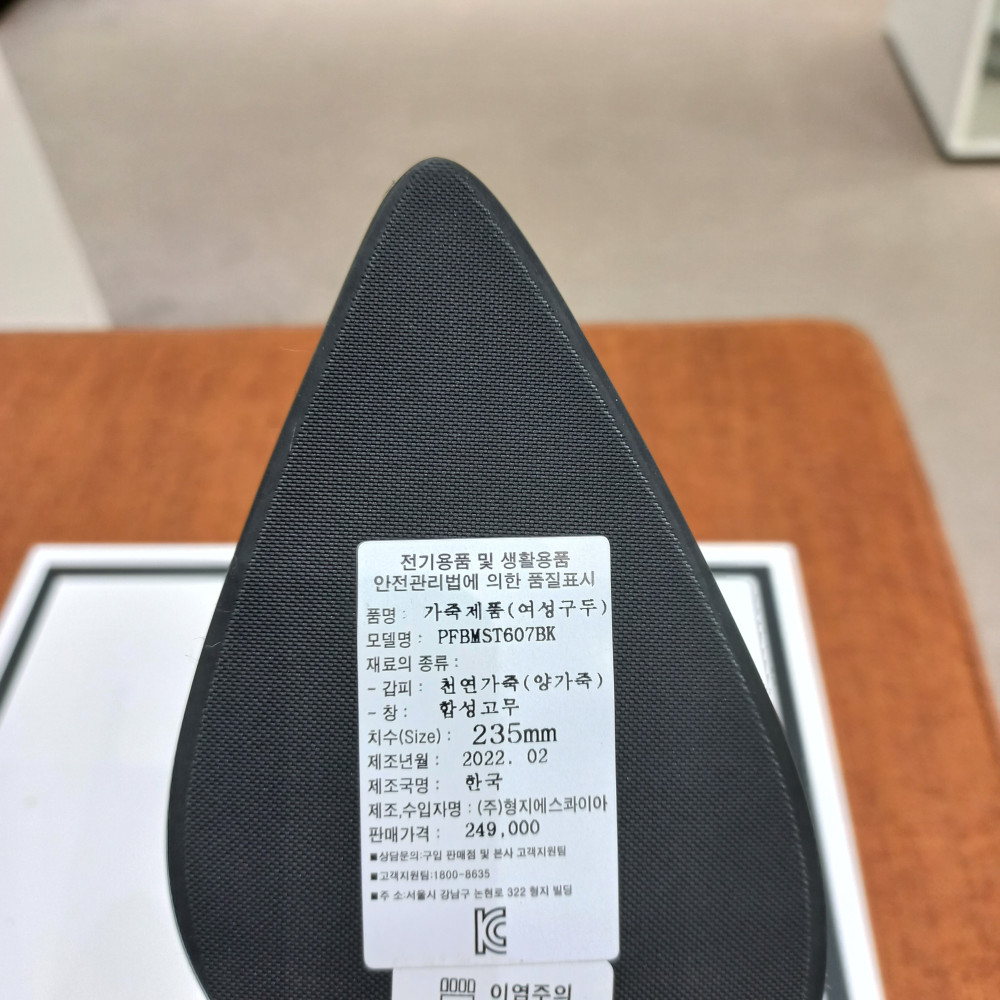 전기용품 및 생활용품
안전관리법에 의한 품질표시
품명 : 가죽제품(여성구두)
모델명 : PFBMST607BK
재료의 종류 :
- 갑피 : 천연가죽(양가죽)
- 창 : 합성고무
치수(Size) : 235mm
제조년월 : 2022. 02
제조국명 : 한국
제조,수입자명 : (주)형지에스콰이아
판매가격 : 249,000
■상담문의:구입 판매점 및 본사 고객지원팀
■고객지원팀:1800-8635
■주 소:서울시 강남구 논현로 322 형지 빌딩
KC
이염주의